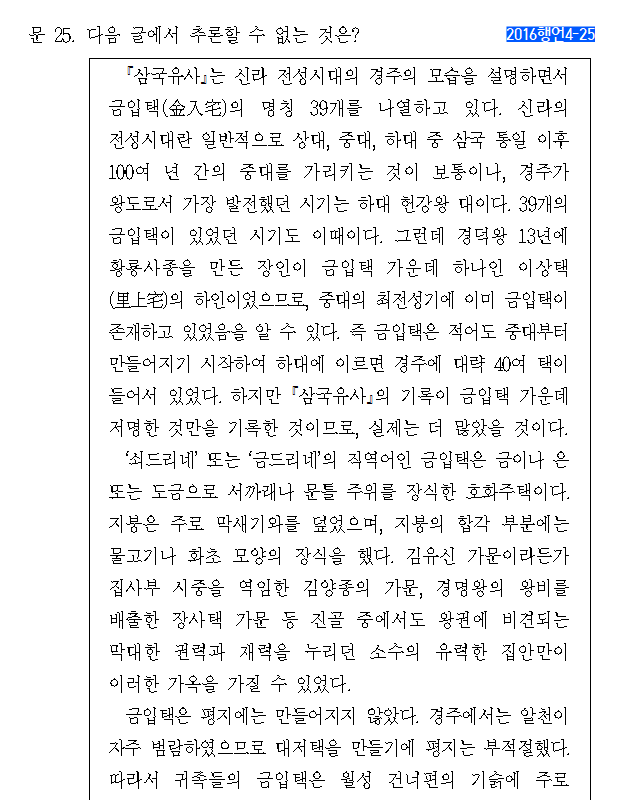 문 25. 다음 글에서 추론할 수 없는 것은?
2016행언4-25
『삼국유사』는 신라 전성시대의 경주의 모습을 설명하면서
금입택(金入宅)의 명칭 39개를 나열하고 있다. 신라의
전성시대란 일반적으로 상대, 중대, 하대 중 삼국 통일 이후
100여 년 간의 중대를 가리키는 것이 보통이나, 경주가
왕도로서 가장 발전했던 시기는 하대 헌강왕 대이다. 39개의
금입택이 있었던 시기도 이때이다. 그런데 경덕왕 13년에
황룡사종을 만든 장인이 금입택 가운데 하나인 이상택
(里上宅)의 하인이었으므로, 중대의 최전성기에 이미 금입택이
존재하고 있었음을 알 수 있다. 즉 금입택은 적어도 중대부터
만들어지기 시작하여 하대에 이르면 경주에 대략 40여 택이
들어서 있었다. 하지만 『삼국유사』의 기록이 금입택 가운데
저명한 것만을 기록한 것이므로, 실제는 더 많았을 것이다.
‘쇠드리네’ 또는 ‘금드리네’의 직역어인 금입택은 금이나 은
또는 도금으로 서까래나 문틀 주위를 장식한 호화주택이다.
지붕은 주로 막새기와를 덮었으며, 지붕의 합각 부분에는
물고기나 화초 모양의 장식을 했다. 김유신 가문이라든가
집사부 시중을 역임한 김양종의 가문, 경명왕의 왕비를
배출한 장사택 가문 등 진골 중에서도 왕권에 비견되는
막대한 권력과 재력을 누리던 소수의 유력한 집안만이
이러한 가옥을 가질 수 있었다.
금입택은 평지에는 만들어지지 않았다. 경주에서는 알천이
자주 범람하였으므로 대저택을 만들기에 평지는 부적절했다.
따라서 귀족들의 금입택은 월성 건너편의 기슭에 주로